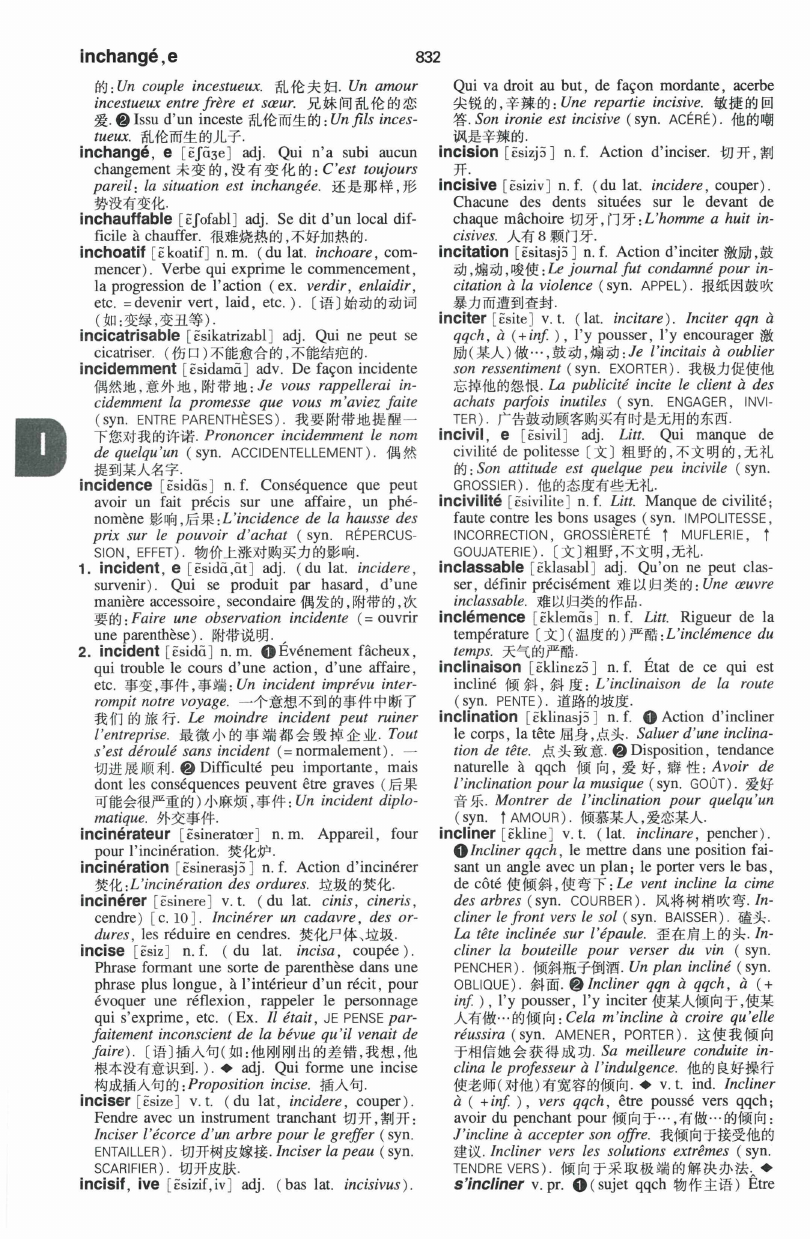 inchangé,e
832
的:Un couple incestueux. 乱伦夫妇. Un amour
incestueux entre frère et sœur. 兄妹间乱伦的恋
爱. ❷ Issu d'un inceste 乱伦而生的:Un fils inces-
tueux. 乱伦而生的儿子.
inchangé, e [ɛ̃ʃɑ̃ʒe] adj. Qui n'a subi aucun
changement 未变的,没有变化的:C'est toujours
pareil: la situation est inchangée. 还是那样,形
势没有变化.
inchauffable [ɛ̃ʃofabl] adj. Se dit d'un local dif-
ficile à chauffer. 很难烧热的,不好加热的.
inchoatif [ɛ̃koatif] n. m. (du lat. inchoare, com-
mencer). Verbe qui exprime le commencement,
la progression de l'action (ex. verdir, enlaidir,
etc. =devenir vert, laid, etc.). 〔语〕始动的动词
(如:变绿,变丑等).
incicatrisable [ɛ̃sikatrizabl] adj. Qui ne peut se
cicatriser. (伤口)不能愈合的,不能结疤的.
incidemment [ɛ̃sidamɑ̃] adv. De façon incidente
偶然地,意外地,附带地: Je vous rappellerai in-
cidemment la promesse que vous m'aviez faite
(syn. ENTRE PARENTHÈSES). 我要附带地提醒一
下您对我的许诺. Prononcer incidemment le nom
de quelqu'un (syn. ACCIDENTELLEMENT). 偶然
提到某人名字.
incidence [ɛ̃sidɑ̃s] n. f. Conséquence que peut
avoir un fait précis sur une affaire, un phé-
nomène 影响,后果:L'incidence de la hausse des
prix sur le pouvoir d'achat (syn. RÉPERCUS-
SION, EFFET). 物价上涨对购买力的影响.
1. incident, e [ɛ̃sidɑ̃,ɑ̃t] adj. (du lat. incidere,
survenir). Qui se produit par hasard, d'une
manière accessoire, secondaire 偶发的,附带的,次
要的:Faire une observation incidente (= ouvrir
une parenthèse). 附带说明.
2. incident [ɛ̃sidɑ̃] n. m. ❶Événement fâcheux,
qui trouble le cours d'une action, d'une affaire,
etc. 事变,事件,事端:Un incident imprévu inter-
rompit notre voyage. 一个意想不到的事件中断了
我们的旅行. Le moindre incident peut ruiner
l'entreprise. 最微小的事端都会毁掉企业. Tout
s'est déroulé sans incident (=normalement). 一
切进展顺利. ❷ Difficulté peu importante, mais
dont les conséquences peuvent être graves (后果
可能会很严重的)小麻烦,事件:Un incident diplo-
matique. 外交事件.
incinérateur [ɛ̃sineratœr] n. m. Appareil, four
pour l'incinération. 焚化炉.
incinération [ɛ̃sinerasjɔ̃] n. f. Action d'incinérer
焚化:L'incinération des ordures. 垃圾的焚化.
incinérer [ɛ̃sinere] v. t. (du lat. cinis, cineris,
cendre) [c. 10]. Incinérer un cadavre, des or-
dures, les réduire en cendres. 焚化尸体、垃圾.
incise [ɛ̃siz] n. f. ( du lat. incisa, coupée ).
Phrase formant une sorte de parenthèse dans une
phrase plus longue, à l'intérieur d'un récit, pour
évoquer une réflexion, rappeler le personnage
qui s'exprime, etc. (Ex. Il était, JE PENSE par-
faitement inconscient de la bévue qu'il venait de
faire). 〔语〕插入句(如:他刚刚出的差错,我想,他
根本没有意识到. ). ◆ adj. Qui forme une incise
构成插入句的:Proposition incise. 插入句.
inciser [ɛ̃size] v. t. (du lat, incidere, couper).
Fendre avec un instrument tranchant 切开,割开:
Inciser l'écorce d'un arbre pour le greffer (syn.
ENTAILLER). 切开树皮嫁接. Inciser la peau (syn.
SCARIFIER). 切开皮肤.
incisif, ive [ɛ̃sizif,iv] adj. (bas lat. incisivus).
I
Qui va droit au but, de façon mordante, acerbe
尖锐的,辛辣的:Une repartie incisive. 敏捷的回
答. Son ironie est incisive (syn. ACÉRÉ). 他的嘲
讽是辛辣的.
incision [ɛ̃sizjɔ̃] n. f. Action d'inciser. 切开,割
开.
incisive [ɛ̃siziv] n. f. (du lat. incidere, couper).
Chacune des dents situées sur le devant de
chaque mâchoire 切牙,门牙:L'homme a huit in-
cisives. 人有8颗门牙.
incitation [ɛ̃sitasjɔ̃] n. f. Action d'inciter 激励,鼓
动,煽动,唆使:Le journal fut condamné pour in-
citation à la violence (syn. APPEL). 报纸因鼓吹
暴力而遭到查封.
inciter [ɛ̃site] v. t. (lat. incitare). Inciter qqn à
qqch, à (+inf. ), l'y pousser, l'y encourager 激
励(某人)做…,鼓动,煽动:Je l'incitais à oublier
son ressentiment (syn. EXORTER). 我极力促使他
忘掉他的怨恨. La publicité incite le client à des
achats parfois inutiles (syn. ENGAGER, INVI-
TER). 广告鼓动顾客购买有时是无用的东西.
incivil, e [ɛ̃sivil] adj. Litt. Qui manque de
civilité de politesse 〔文〕粗野的,不文明的,无礼
的:Son attitude est quelque peu incivile (syn.
GROSSIER). 他的态度有些无礼.
incivilité [ɛ̃sivilite] n. f. Litt. Manque de civilité;
faute contre les bons usages (syn. IMPOLITESSE,
INCORRECTION, GROSSIÈRETÉ ↑ MUFLERIE, ↑
GOUJATERIE). 〔文〕粗野,不文明,无礼.
inclassable [ɛ̃klasabl] adj. Qu'on ne peut clas-
ser, définir précisément 难以归类的:Une œuvre
inclassable. 难以归类的作品.
inclémence [ɛ̃klemɑ̃s] n. f. Litt. Rigueur de la
température 〔文〕(温度的)严酷:L'inclémence du
temps. 天气的严酷.
inclinaison [ɛ̃klinɛzɔ̃] n. f. État de ce qui est
incliné 倾斜, 斜度: L'inclinaison de la route
(syn. PENTE). 道路的坡度.
inclination [ɛ̃klinasjɔ̃] n. f. ❶ Action d'incliner
le corps, la tête 屈身,点头. Saluer d'une inclina-
tion de tête. 点头致意. ❷ Disposition, tendance
naturelle à qqch 倾向, 爱好, 癖性: Avoir de
l'inclination pour la musique (syn. GOÛT). 爱好
音乐. Montrer de l'inclination pour quelqu'un
(syn. ↑ AMOUR). 倾慕某人,爱恋某人.
incliner [ɛ̃kline] v. t. (lat. inclinare, pencher).
❶Incliner qqch, le mettre dans une position fai-
sant un angle avec un plan; le porter vers le bas,
de côté 使倾斜,使弯下:Le vent incline la cime
des arbres (syn. COURBER). 风将树梢吹弯. In-
cliner le front vers le sol (syn. BAISSER). 磕头.
La tête inclinée sur l'épaule. 歪在肩上的头. In-
cliner la bouteille pour verser du vin ( syn.
PENCHER). 倾斜瓶子倒酒. Un plan incliné (syn.
OBLIQUE). 斜面. ❷ Incliner qqn à qqch, à (+
inf. ), l'y pousser, l'y inciter 使某人倾向于,使某
人有做…的倾向:Cela m'incline à croire qu'elle
réussira (syn. AMENER, PORTER). 这使我倾向
于相信她会获得成功. Sa meilleure conduite in-
clina le professeur à l'indulgence. 他的良好操行
使老师(对他)有宽容的倾向. ◆ v. t. ind. Incliner
à ( +inf. ), vers qqch, être poussé vers qqch;
avoir du penchant pour 倾向于…,有做…的倾向:
J'incline à accepter son offre. 我倾向于接受他的
建议. Incliner vers les solutions extrêmes (syn.
TENDRE VERS). 倾向于采取极端的解决办法. ◆
s'incliner v. pr. ❶(sujet qqch 物作主语) Être